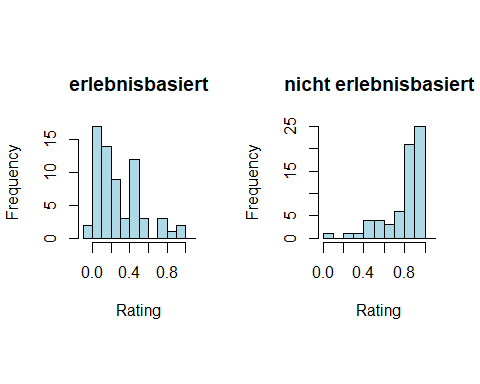 erlebnisbasiert
Frequency
15
10
5
0
0.0 0.4 0.8
Rating
nicht erlebnisbasiert
Frequency
25
15
5
0
0.0 0.4 0.8
Rating